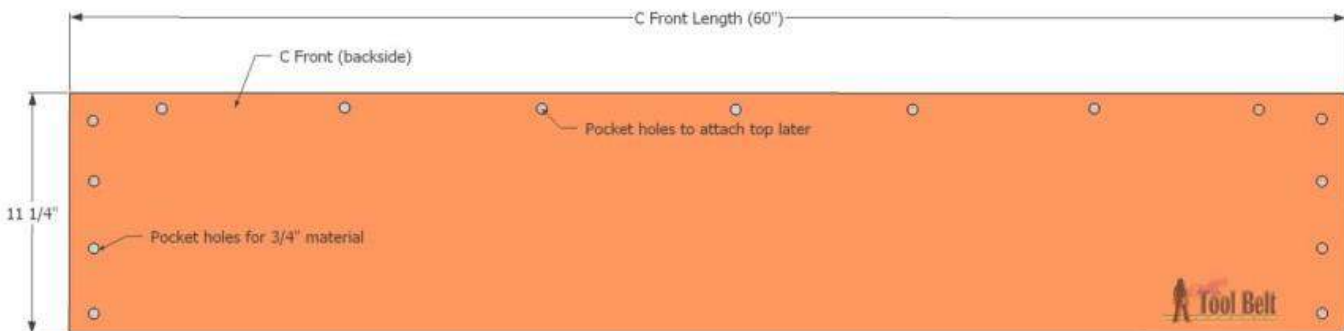 C Front Length (60")
C Front (backside)
Pocket holes to attach top later
11 1/4"
Pocket holes for 3/4" material
Tool Belt